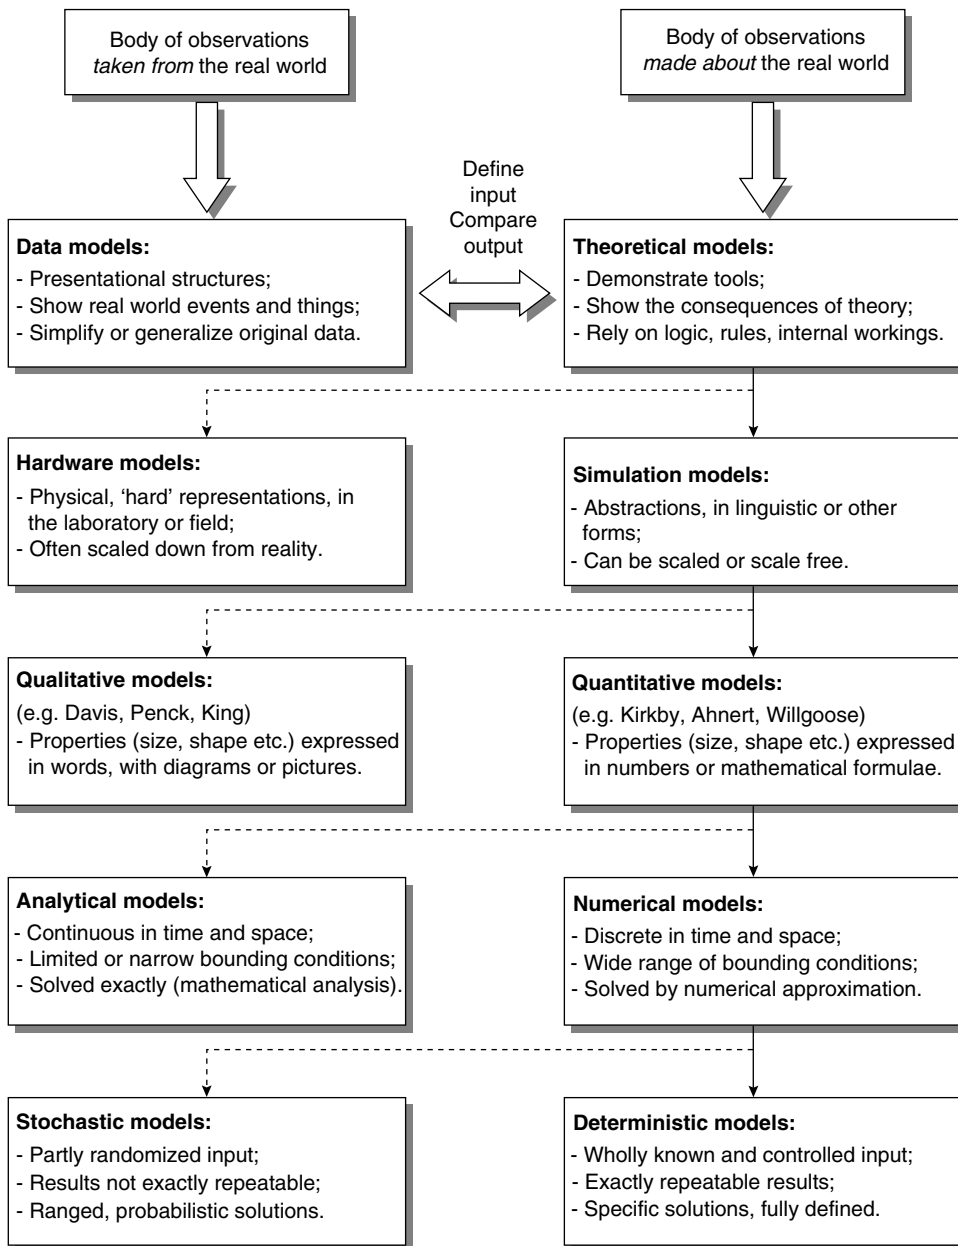 Body of observations
taken from the real world
Body of observations
made about the real world
Define
input
Compare
output
Data models:
- Presentational structures;
- Show real world events and things;
- Simplify or generalize original data.
Theoretical models:
- Demonstrate tools;
- Show the consequences of theory;
- Rely on logic, rules, internal workings.
Hardware models:
- Physical, ‘hard’ representations, in
the laboratory or field;
- Often scaled down from reality.
Simulation models:
- Abstractions, in linguistic or other
forms;
- Can be scaled or scale free.
Qualitative models:
(e.g. Davis, Penck, King)
- Properties (size, shape etc.) expressed
in words, with diagrams or pictures.
Quantitative models:
(e.g. Kirkby, Ahnert, Willgoose)
- Properties (size, shape etc.) expressed
in numbers or mathematical formulae.
Analytical models:
- Continuous in time and space;
- Limited or narrow bounding conditions;
- Solved exactly (mathematical analysis).
Numerical models:
- Discrete in time and space;
- Wide range of bounding conditions;
- Solved by numerical approximation.
Stochastic models:
- Partly randomized input;
- Results not exactly repeatable;
- Ranged, probabilistic solutions.
Deterministic models:
- Wholly known and controlled input;
- Exactly repeatable results;
- Specific solutions, fully defined.